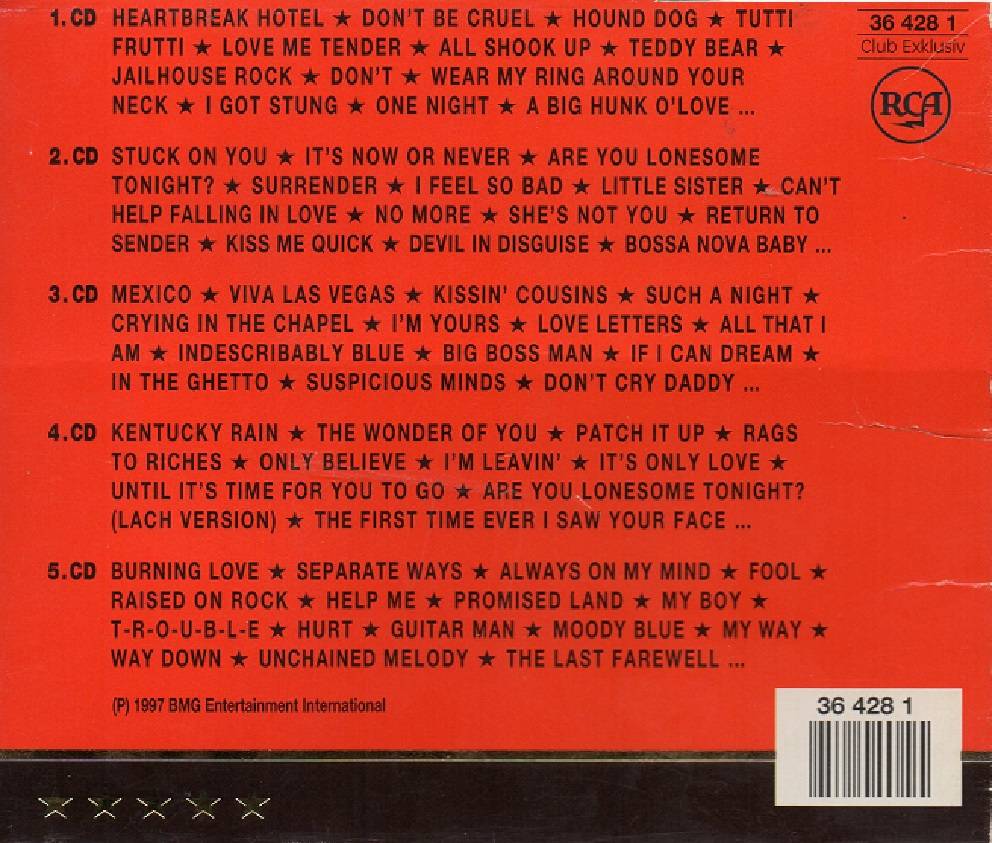 1.CD HEARTBREAK HOTEL ★ DON'T BE CRUEL ★ HOUND DOG ★ TUTTI
FRUTTI ★ LOVE ME TENDER ★ ALL SHOOK UP ★ TEDDY BEAR ★
JAILHOUSE ROCK ★ DON'T ★ WEAR MY RING AROUND YOUR
NECK ★ I GOT STUNG ★ ONE NIGHT ★ A BIG HUNK O'LOVE ...
36 428 1
Club Exklusiv
RCA
2.CD STUCK ON YOU ★ IT'S NOW OR NEVER ★ ARE YOU LONESOME
TONIGHT? ★ SURRENDER ★ I FEEL SO BAD ★ LITTLE SISTER ★ CAN'T
HELP FALLING IN LOVE ★ NO MORE ★ SHE'S NOT YOU ★ RETURN TO
SENDER ★ KISS ME QUICK ★ DEVIL IN DISGUISE ★ BOSSA NOVA BABY ...
3.CD MEXICO ★ VIVA LAS VEGAS ★ KISSIN' COUSINS ★ SUCH A NIGHT ★
CRYING IN THE CHAPEL ★ I'M YOURS ★ LOVE LETTERS ★ ALL THAT I
AM ★ INDESCRIBABLY BLUE ★ BIG BOSS MAN ★ IF I CAN DREAM ★
IN THE GHETTO ★ SUSPICIOUS MINDS ★ DON'T CRY DADDY ...
4.CD KENTUCKY RAIN ★ THE WONDER OF YOU ★ PATCH IT UP ★ RAGS
TO RICHES ★ ONLY BELIEVE ★ I'M LEAVIN' ★ IT'S ONLY LOVE ★
UNTIL IT'S TIME FOR YOU TO GO ★ ARE YOU LONESOME TONIGHT?
(LACH VERSION) ★ THE FIRST TIME EVER I SAW YOUR FACE ...
5.CD BURNING LOVE ★ SEPARATE WAYS ★ ALWAYS ON MY MIND ★ FOOL ★
RAISED ON ROCK ★ HELP ME ★ PROMISED LAND ★ MY BOY ★
T-R-O-U-B-L-E ★ HURT ★ GUITAR MAN ★ MOODY BLUE ★ MY WAY ★
WAY DOWN ★ UNCHAINED MELODY ★ THE LAST FAREWELL ...
(P) 1997 BMG Entertainment International
36 428 1